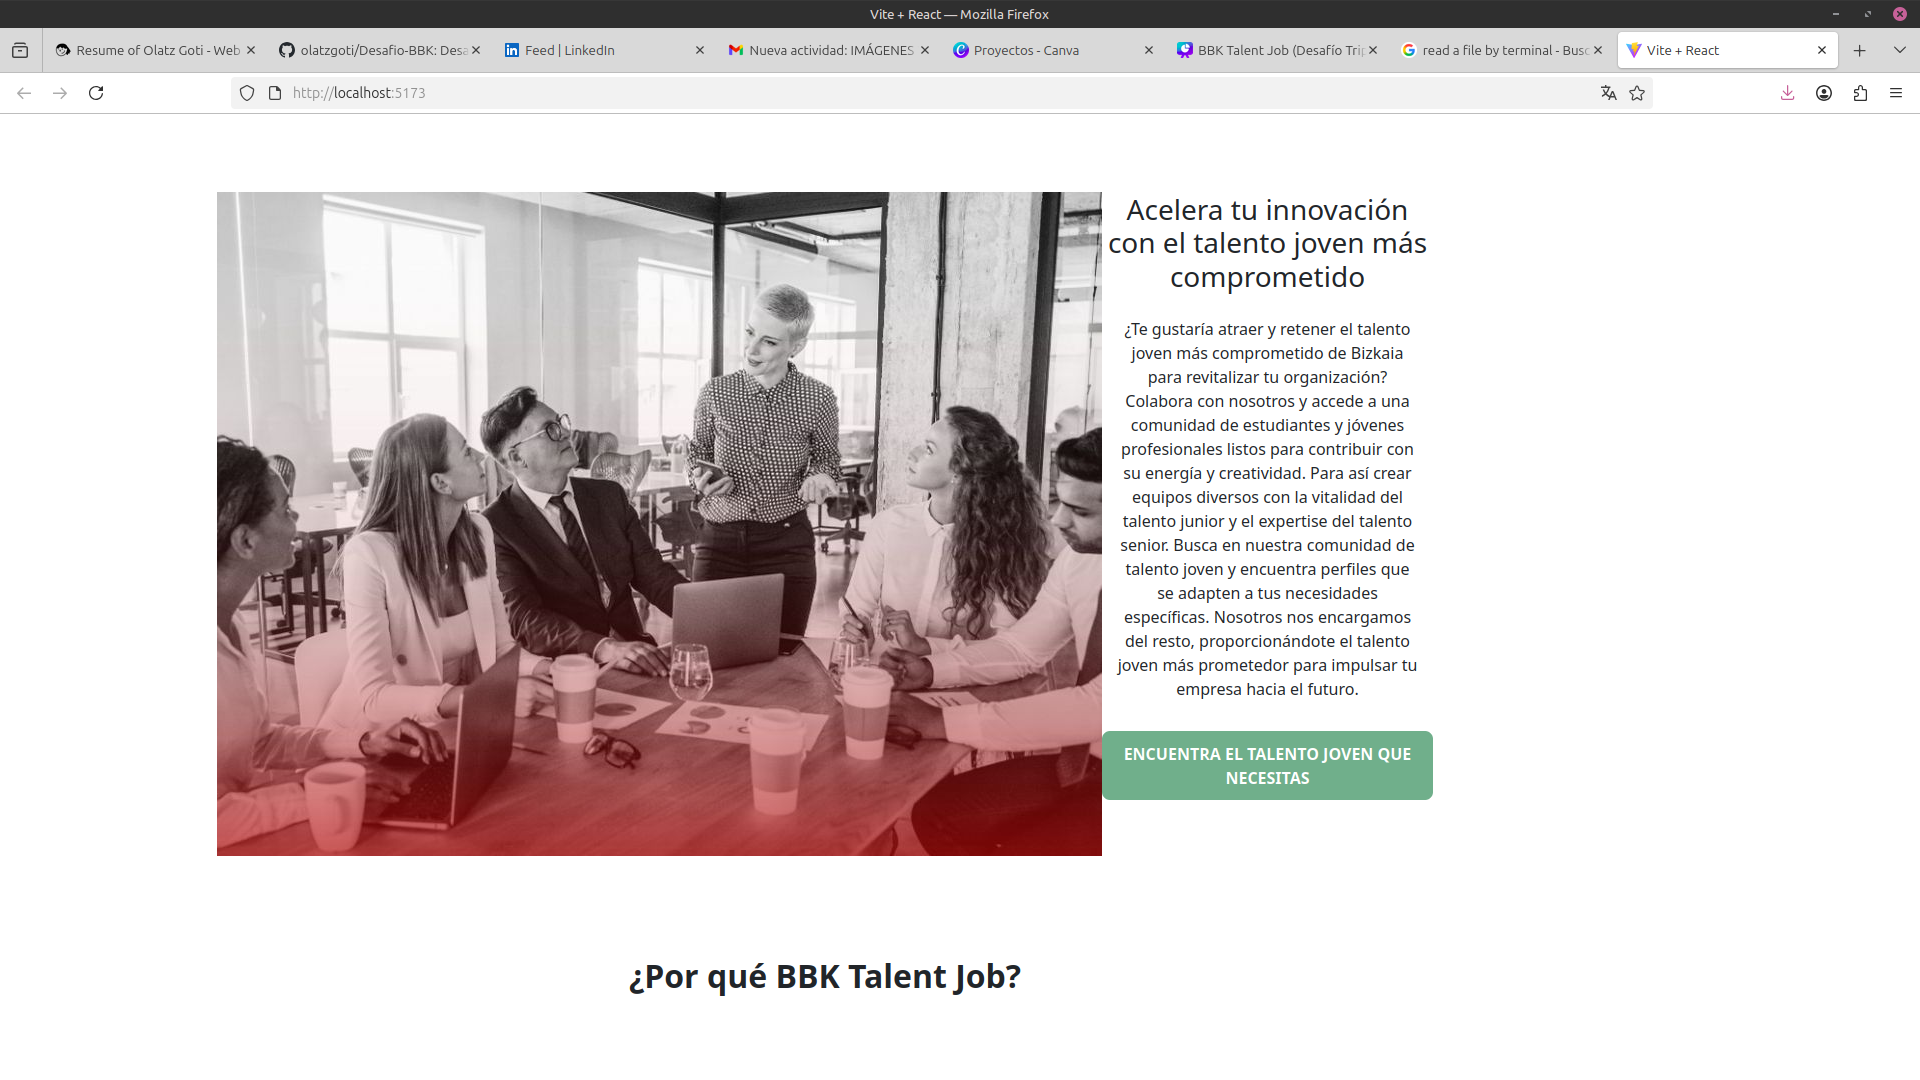 Vite + React — Mozilla Firefox
Resume of Olatz Goti - Web
olatzgoti/Desafio-BBK: Desa
Feed | LinkedIn
Nueva actividad: IMÁGENES
Proyectos - Canva
BBK Talent Job (Desafío Trip
read a file by terminal - Busc
Vite + React
http://localhost:5173
Acelera tu innovación
con el talento joven más
comprometido
¿Te gustaría atraer y retener el talento
joven más comprometido de Bizkaia
para revitalizar tu organización?
Colabora con nosotros y accede a una
comunidad de estudiantes y jóvenes
profesionales listos para contribuir con
su energía y creatividad. Para así crear
equipos diversos con la vitalidad del
talento junior y el expertise del talento
senior. Busca en nuestra comunidad de
talento joven y encuentra perfiles que
se adapten a tus necesidades
específicas. Nosotros nos encargamos
del resto, proporcionándote el talento
joven más prometedor para impulsar tu
empresa hacia el futuro.
ENCUENTRA EL TALENTO JOVEN QUE
NECESITAS
¿Por qué BBK Talent Job?